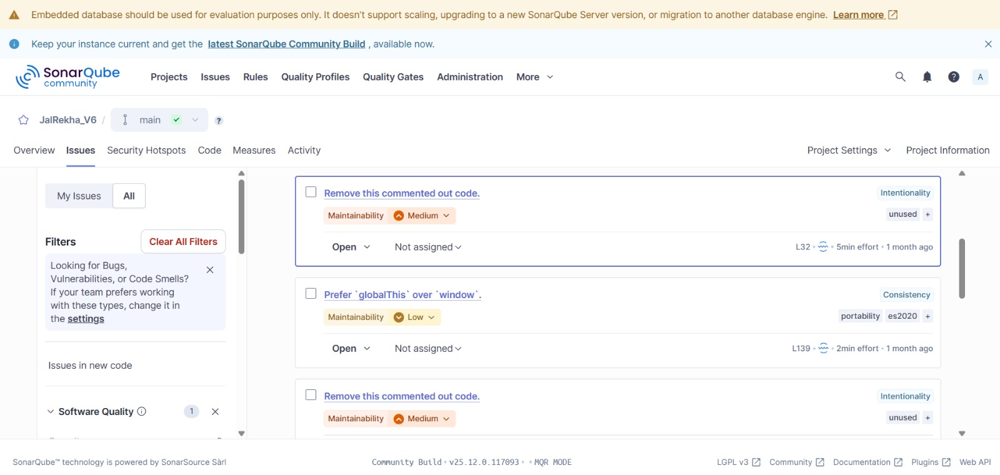 Embedded database should be used for evaluation purposes only. It doesn't support scaling, upgrading to a new SonarQube Server version, or migration to another database engine. Learn more
Keep your instance current and get the latest SonarQube Community Build , available now.
SonarQube community
Projects Issues Rules Quality Profiles Quality Gates Administration More
? A
JalRekha_V6 / main ?
Overview Issues Security Hotspots Code Measures Activity Project Settings Project Information
My Issues All
Filters Clear All Filters
Looking for Bugs,
Vulnerabilities, or Code Smells?
If your team prefers working
with these types, change it in
the settings
Issues in new code
Software Quality 1
Remove this commented out code. Intentionality
Maintainability Medium unused +
Open Not assigned L32 • 5min effort • 1 month ago
Prefer `globalThis` over `window`. Consistency
Maintainability Low portability es2020 +
Open Not assigned L139 • 2min effort • 1 month ago
Remove this commented out code. Intentionality
Maintainability Medium unused +
SonarQube™ technology is powered by SonarSource Sàrl Community Build • v25.12.0.117093 • • MQR MODE LGPL v3 Community Documentation Plugins Web API